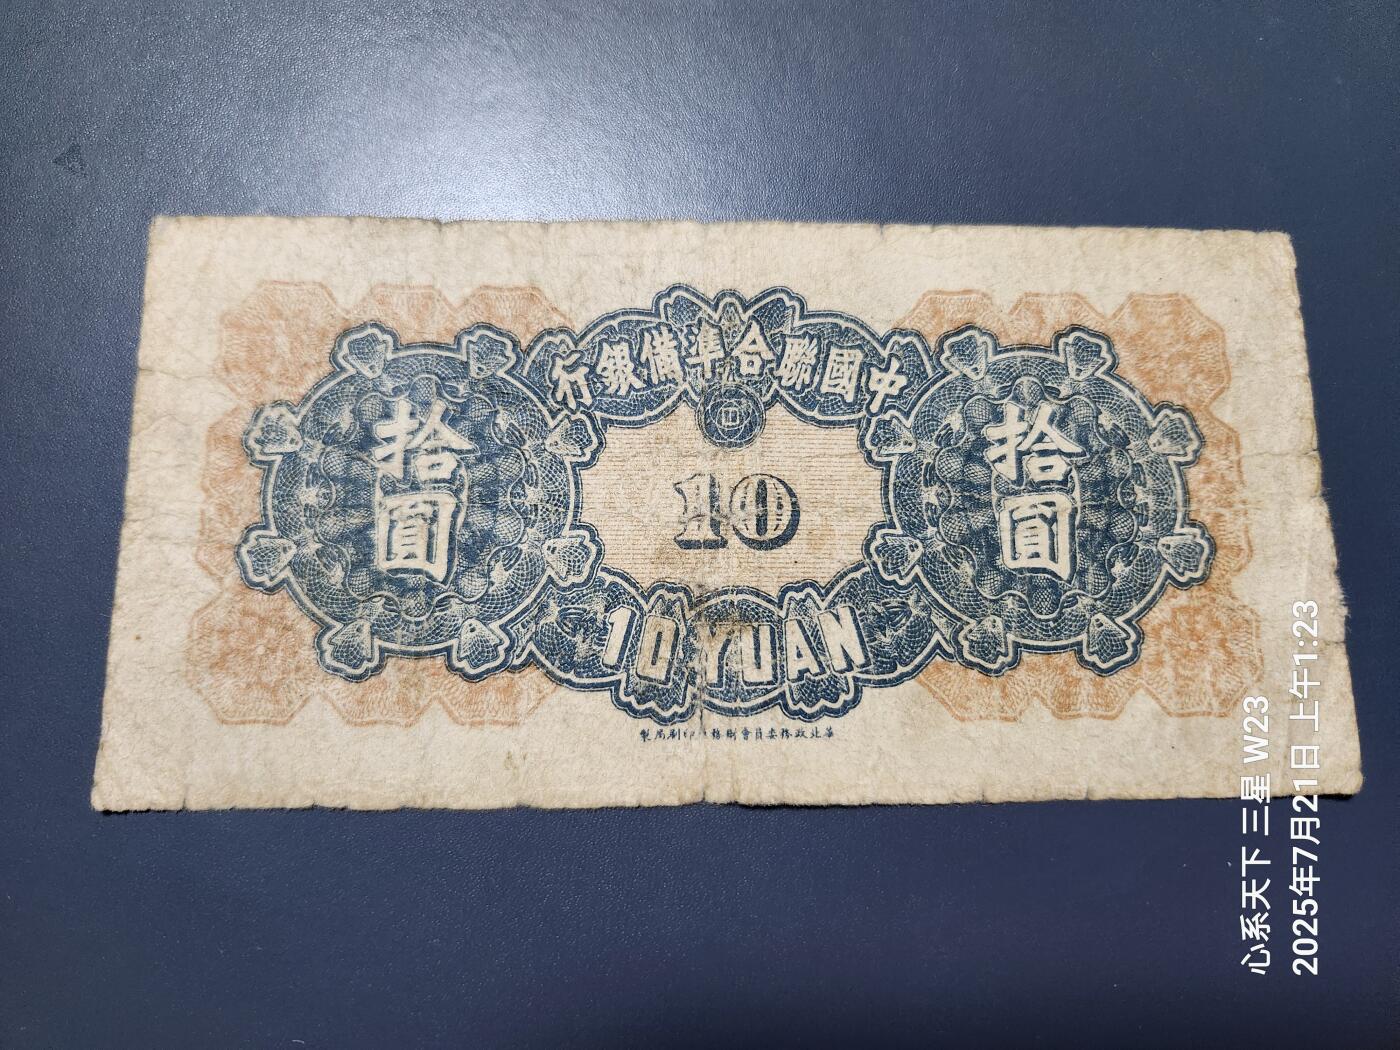 中國聯合準備銀行
拾圓
10
拾圓
10 YUAN
華北政務委員會財務總署印刷局製
心系天下 三星 W23
2025年7月21日 上午1:23